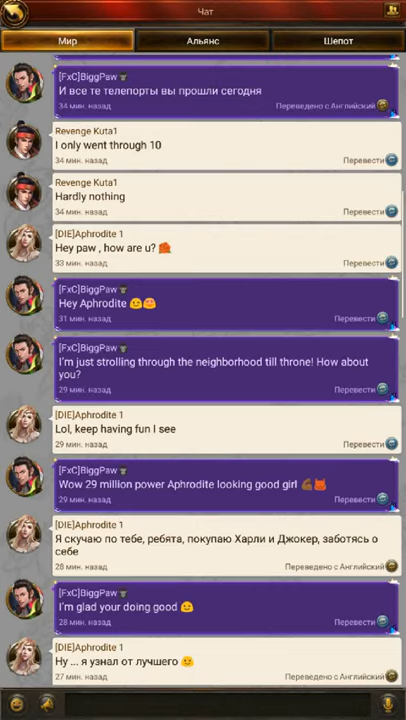 Чат
Мир
Альянс
Шепот
[FxC]BiggPaw
И все те телепорты вы прошли сегодня
34 мин. назад
Переведено с Английский
Revenge Kuta1
I only went through 10
34 мин. назад
Перевести
Revenge Kuta1
Hardly nothing
34 мин. назад
Перевести
[DIE]Aphrodite 1
Hey paw , how are u?
33 мин. назад
Перевести
[FxC]BiggPaw
Hey Aphrodite
31 мин. назад
Перевести
[FxC]BiggPaw
I'm just strolling through the neighborhood till throne! How about
you?
29 мин. назад
Перевести
[DIE]Aphrodite 1
Lol, keep having fun I see
29 мин. назад
Перевести
[FxC]BiggPaw
Wow 29 million power Aphrodite looking good girl
29 мин. назад
Перевести
[DIE]Aphrodite 1
Я скучаю по тебе, ребята, покупаю Харли и Джокер, заботясь о
себе
28 мин. назад
Переведено с Английский
[FxC]BiggPaw
I'm glad your doing good
28 мин. назад
Перевести
[DIE]Aphrodite 1
Ну ... я узнал от лучшего
27 мин. назад
Переведено с Английский